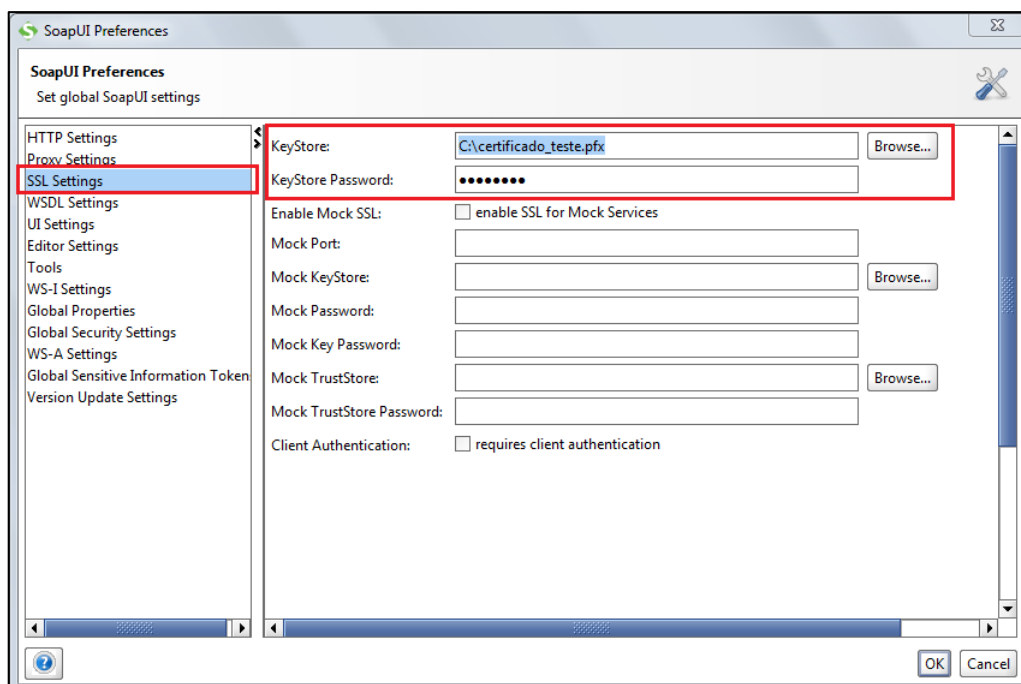 SoapUI Preferences
SoapUI Preferences
Set global SoapUI settings
HTTP Settings
Proxy Settings
SSL Settings
WSDL Settings
UI Settings
Editor Settings
Tools
WS-I Settings
Global Properties
Global Security Settings
WS-A Settings
Global Sensitive Information Token
Version Update Settings
KeyStore: C:\certificado_teste.pfx Browse...
KeyStore Password: ●●●●●●●●
Enable Mock SSL: enable SSL for Mock Services
Mock Port:
Mock KeyStore: Browse...
Mock Password:
Mock Key Password:
Mock TrustStore: Browse...
Mock TrustStore Password:
Client Authentication: requires client authentication
? OK Cancel